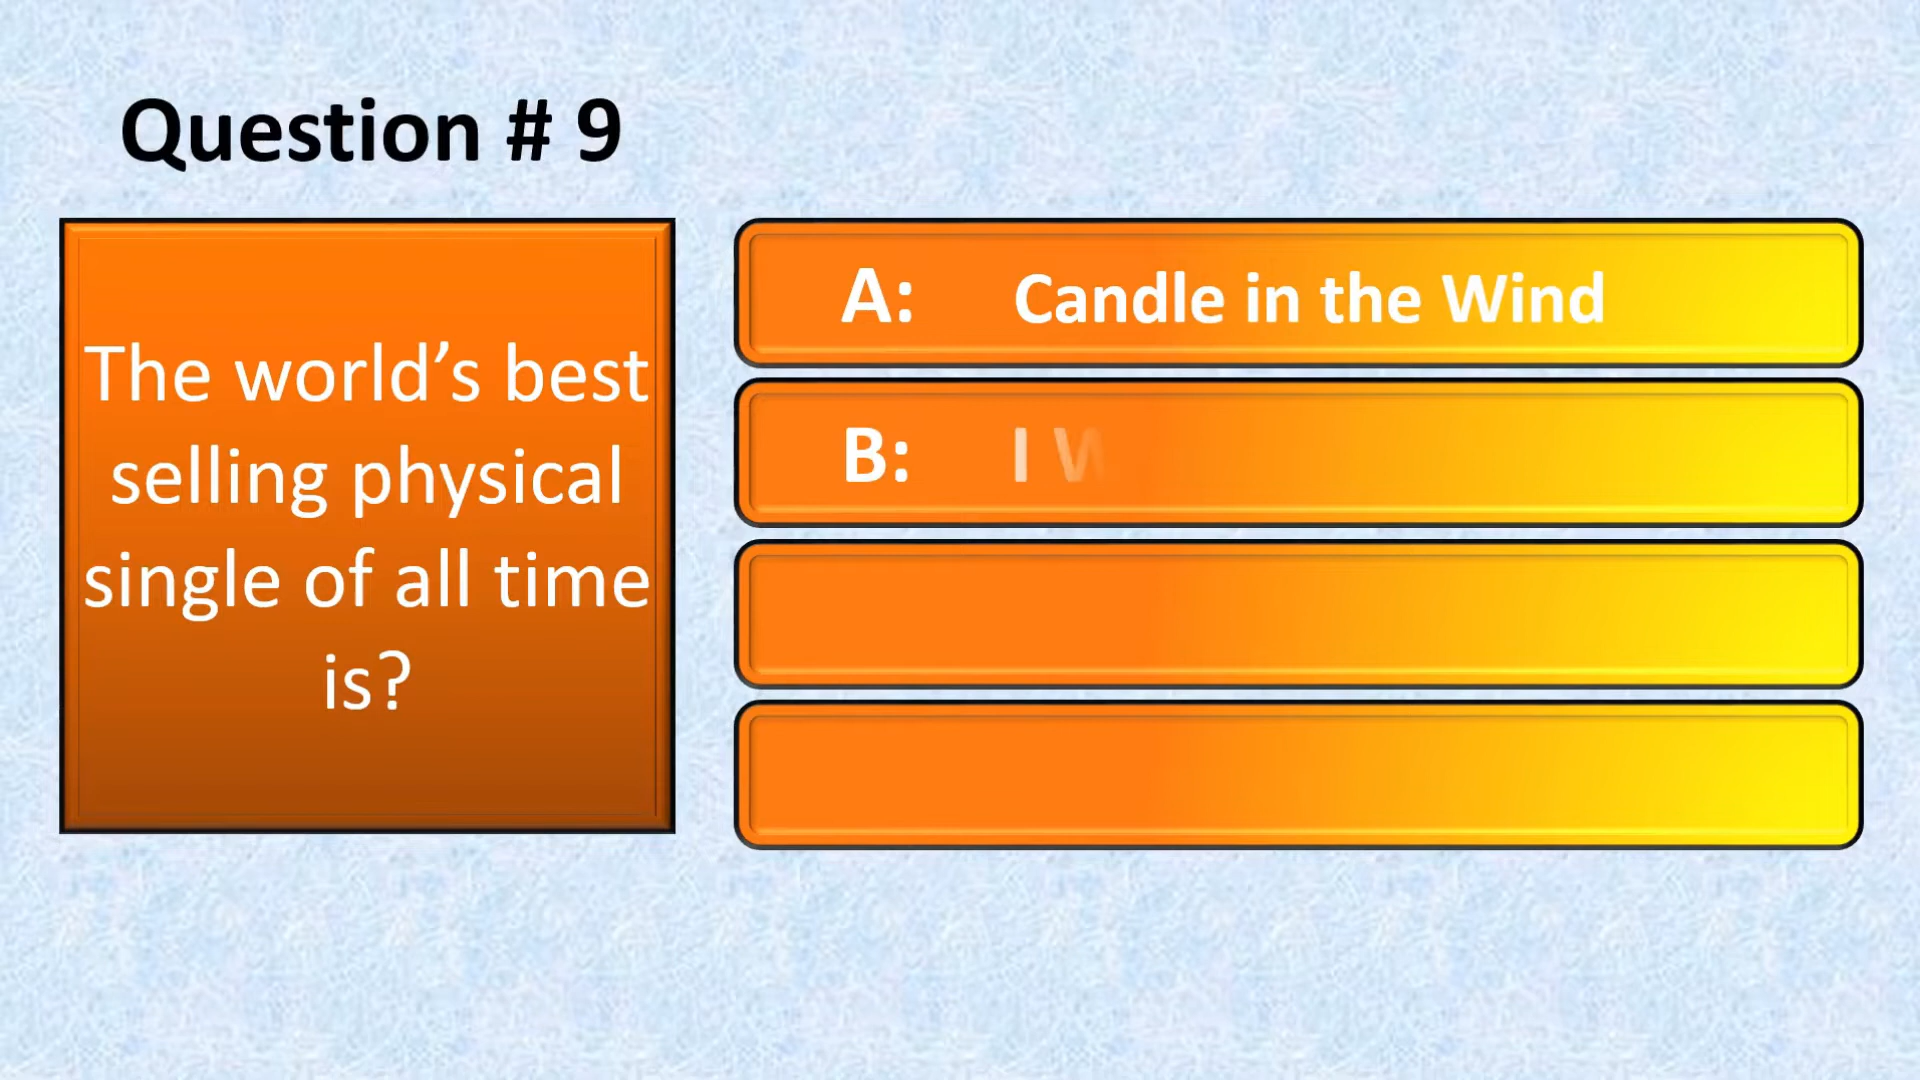 Question # 9
The world’s best
selling physical
single of all time
is?
A: Candle in the Wind
B: I W